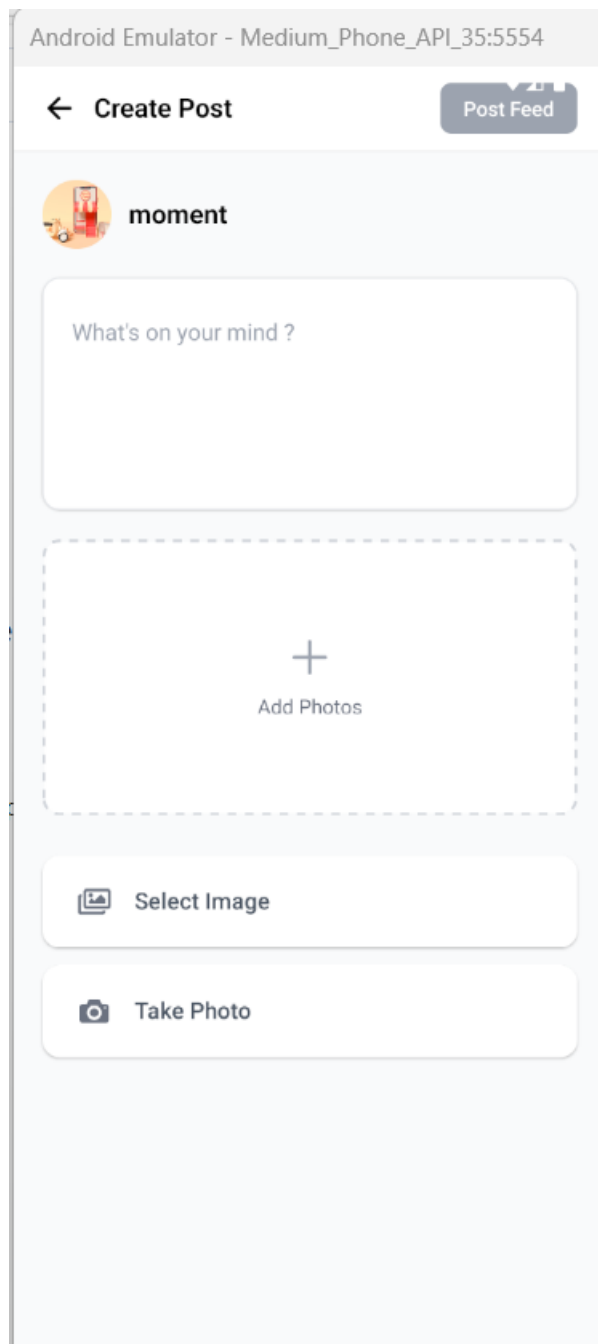 Android Emulator - Medium_Phone_API_35:5554
Create Post
Post Feed
moment
What's on your mind ?
Add Photos
Select Image
Take Photo